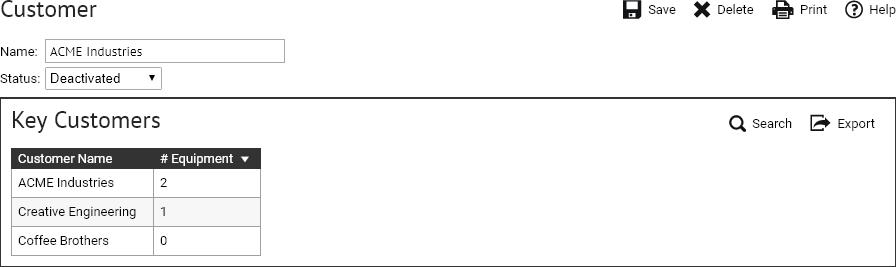 Customer
Save Delete Print Help
Name: ACME Industries
Status: Deactivated
Key Customers
Search Export
Customer Name # Equipment
ACME Industries 2
Creative Engineering 1
Coffee Brothers 0